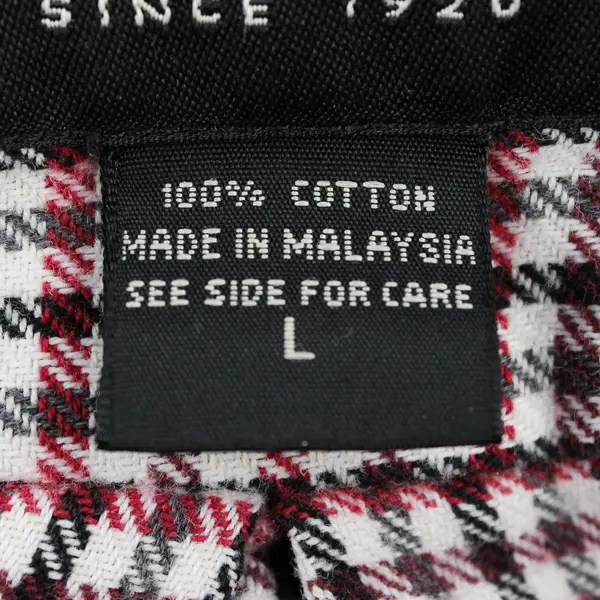 SINCE 1920
100% COTTON
MADE IN MALAYSIA
SEE SIDE FOR CARE
L